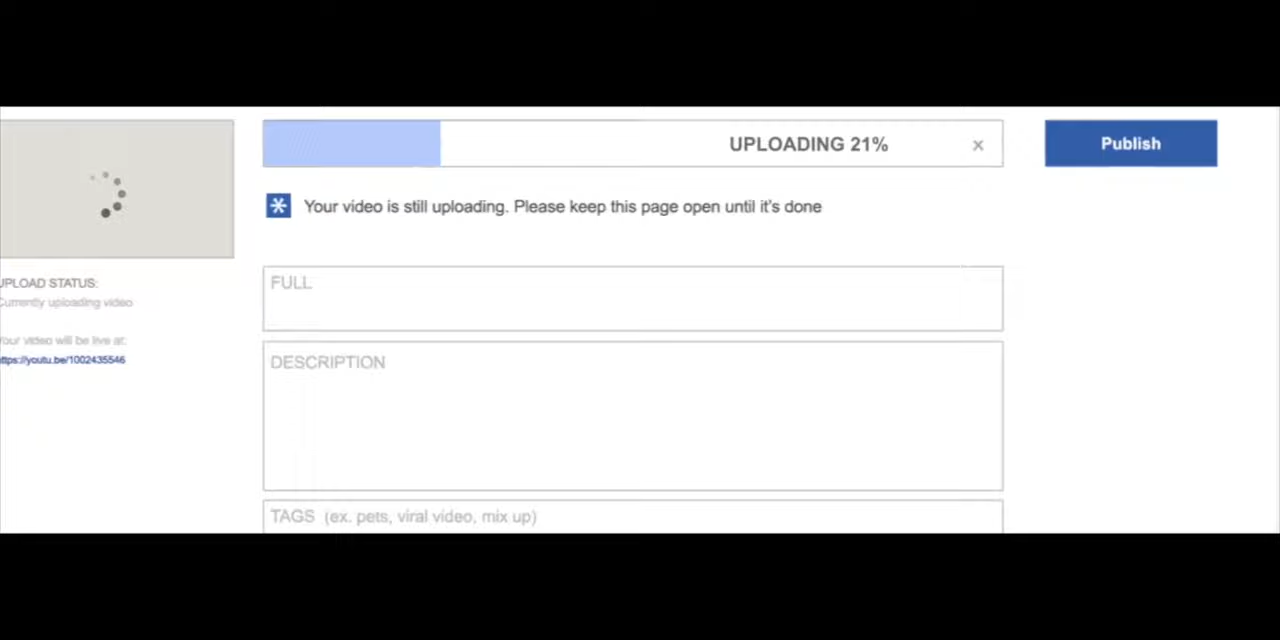 UPLOADING 21% ×
Publish
Your video is still uploading. Please keep this page open until it's done
FULL
DESCRIPTION
TAGS (ex. pets, viral video, mix up)
UPLOAD STATUS:
Currently uploading video
Your video will be live at:
https://youtu.be/1002435546